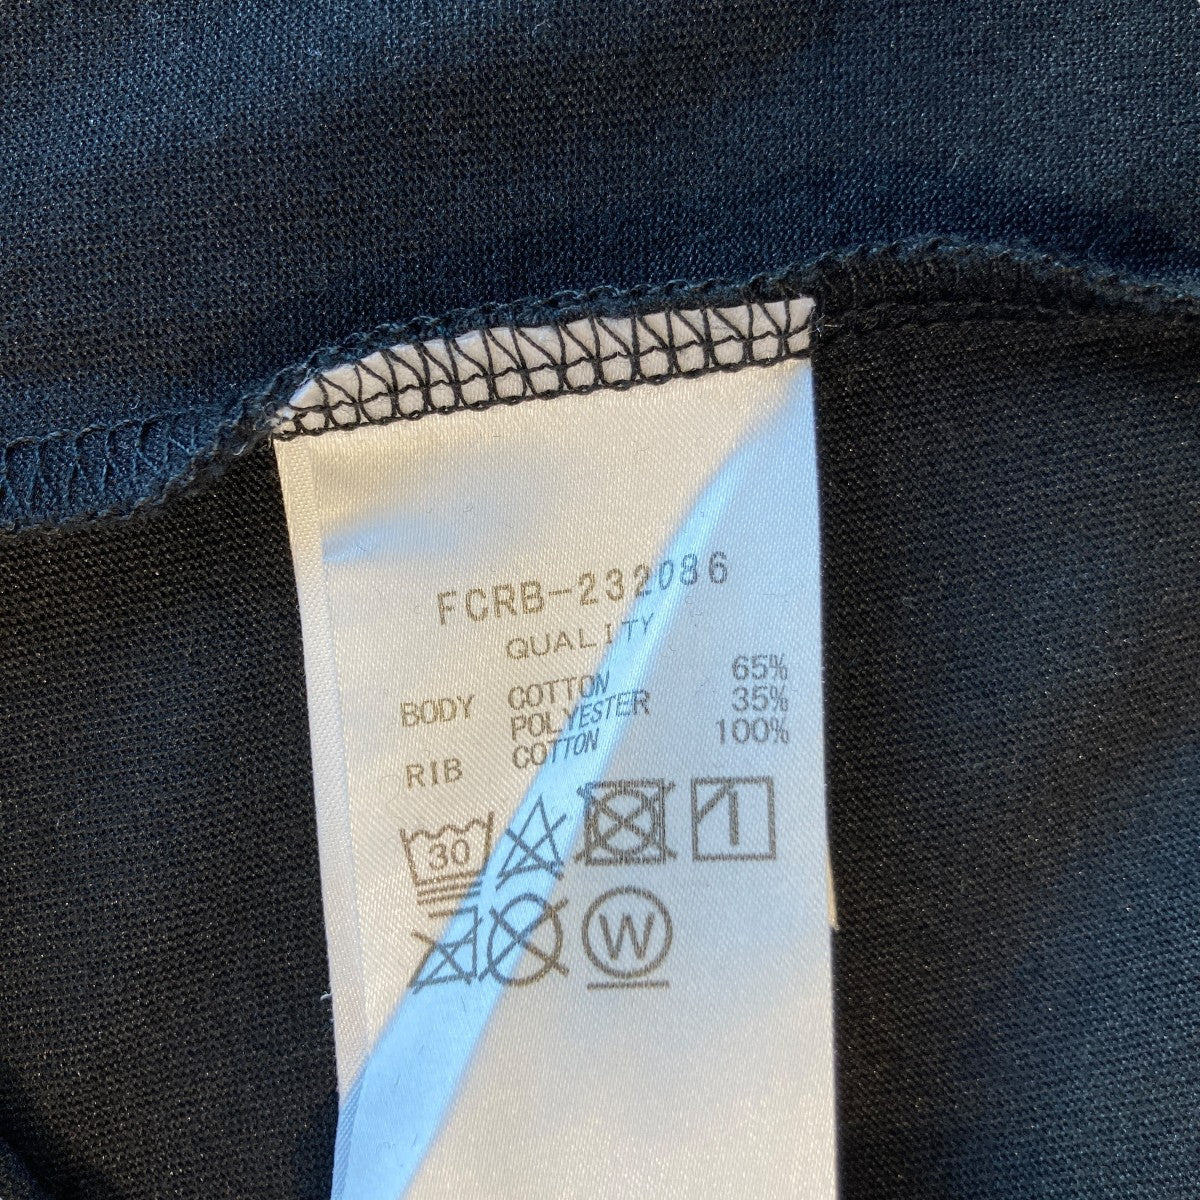 FCRB-232086
QUALITY
BODY COTTON 65%
POLYESTER 35%
RIB COTTON 100%
30
W